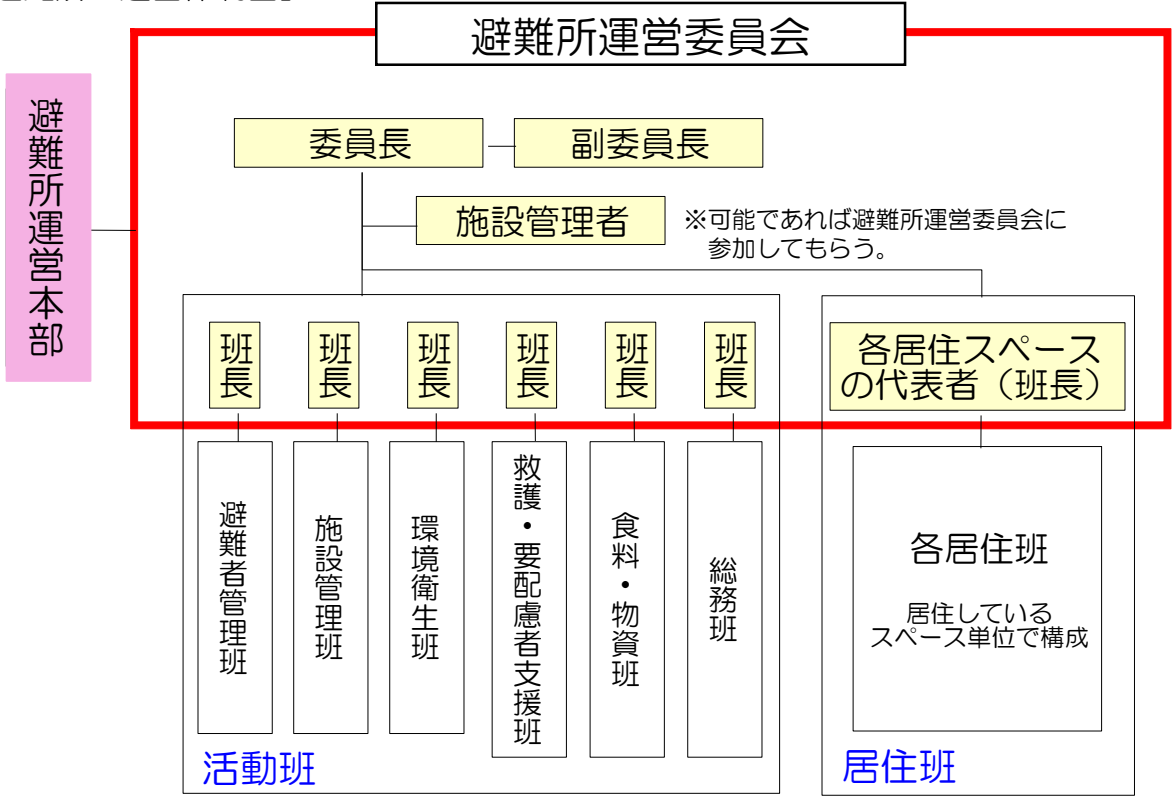 避難所運営委員会
避難所運営本部
委員長
副委員長
施設管理者
※可能であれば避難所運営委員会に
参加してもらう。
班長
班長
班長
班長
班長
班長
各居住スペース
の代表者（班長）
避難者管理班
施設管理班
環境衛生班
救護・要配慮者支援班
食料・物資班
総務班
各居住班
居住している
スペース単位で構成
活動班
居住班